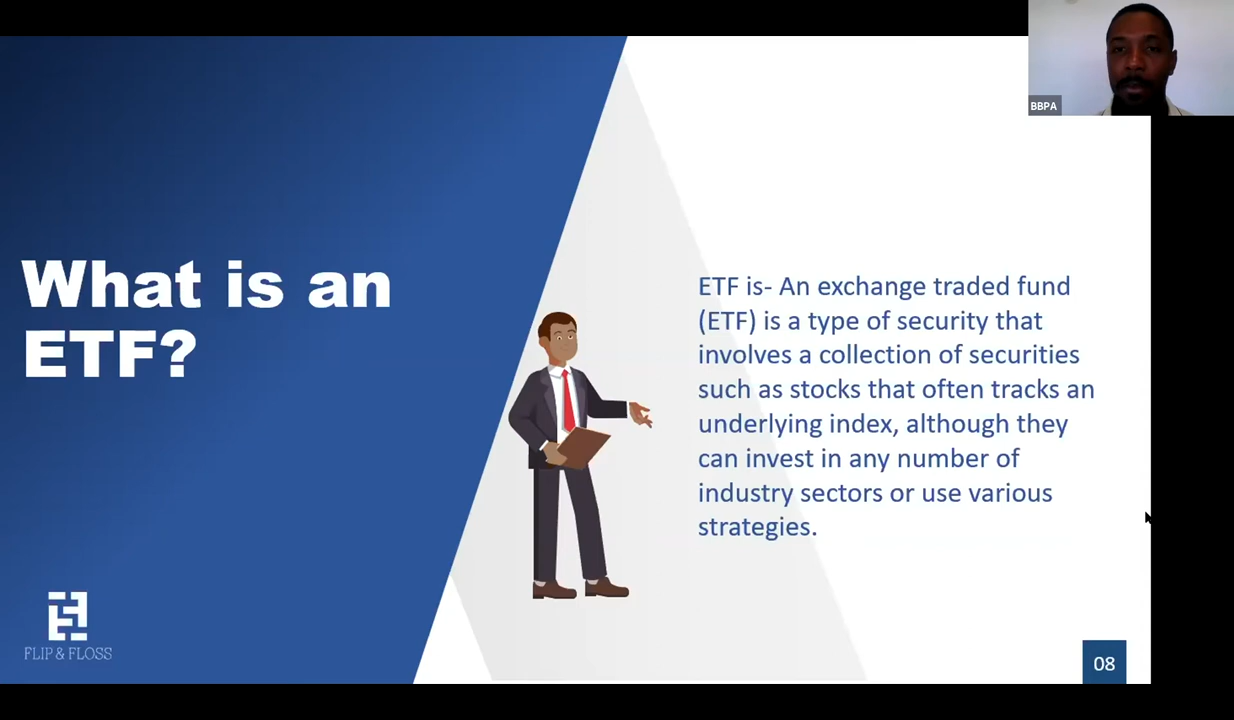 BBPA
What is an
ETF?
ETF is- An exchange traded fund
(ETF) is a type of security that
involves a collection of securities
such as stocks that often tracks an
underlying index, although they
can invest in any number of
industry sectors or use various
strategies.
FLIP & FLOSS
08